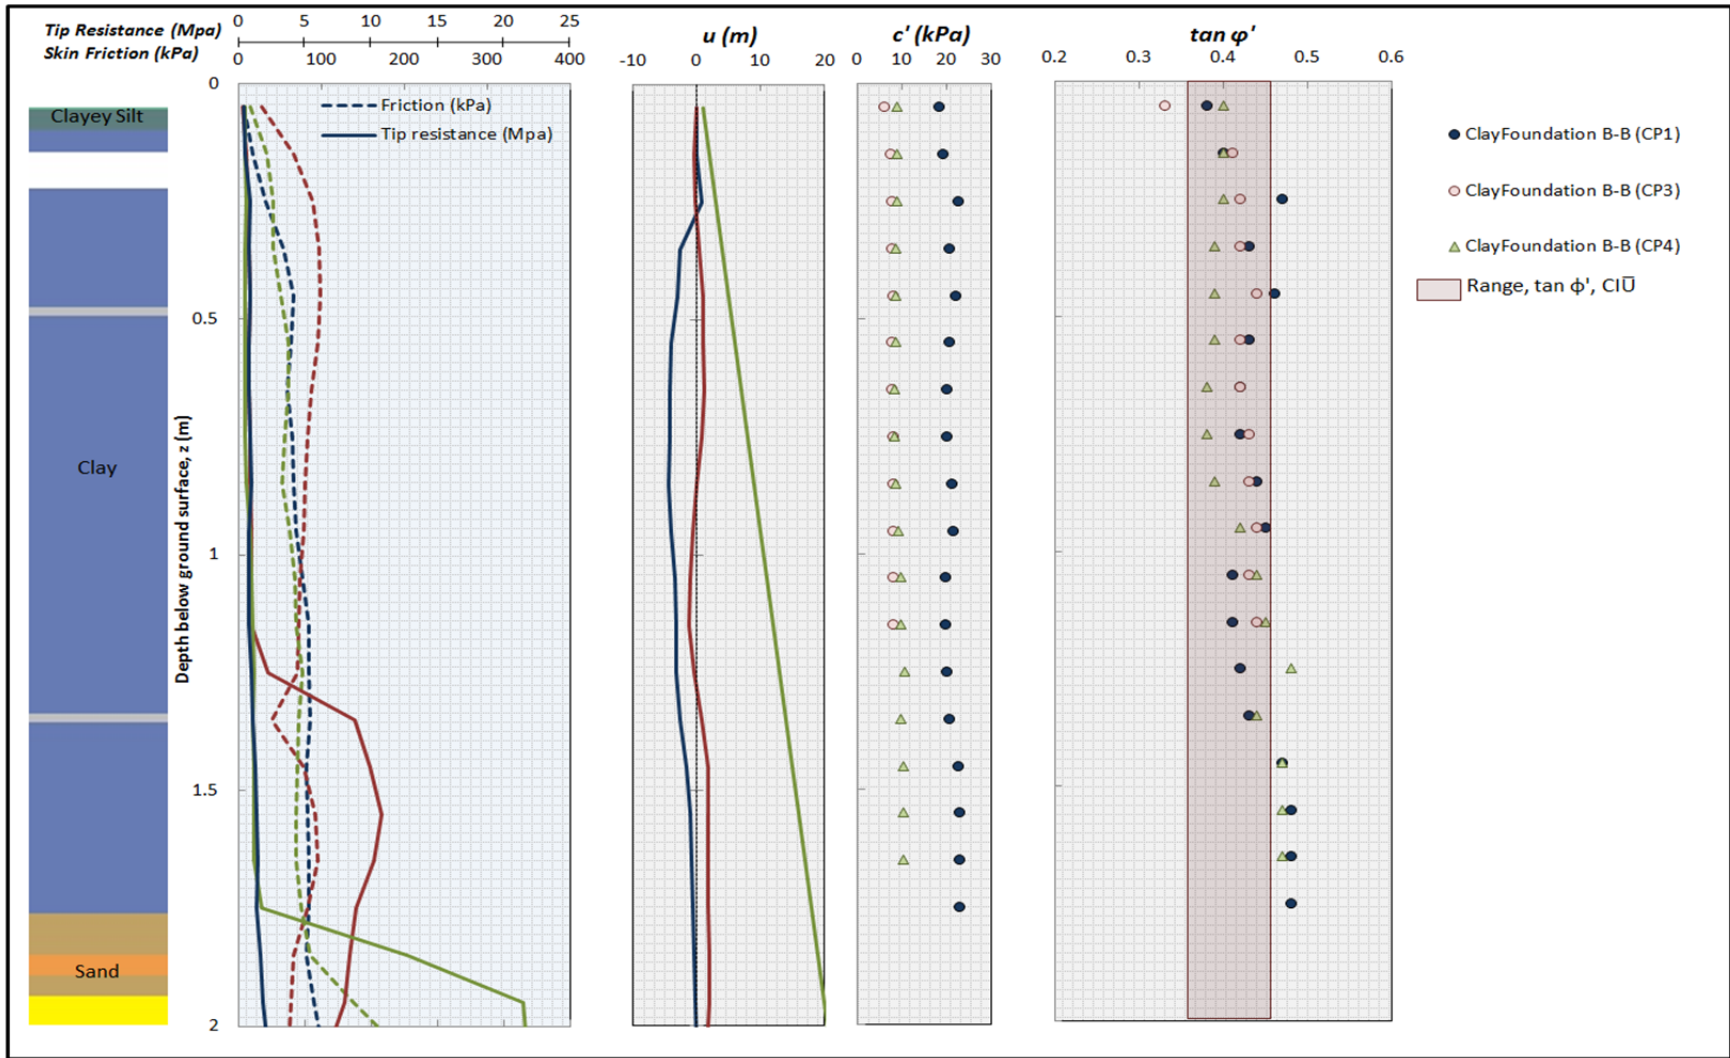 Tip Resistance (Mpa)
0 5 10 15 20 25
Skin Friction (kPa)
0 100 200 300 400
u (m)
-10 0 10 20
c' (kPa)
0 10 20 30
tan φ'
0.2 0.3 0.4 0.5 0.6
Depth below ground surface, z (m)
0
0.5
1
1.5
2
Clayey Silt
Clay
Sand
Friction (kPa)
Tip resistance (Mpa)
ClayFoundation B-B (CP1)
ClayFoundation B-B (CP3)
ClayFoundation B-B (CP4)
Range, tan ϕ', CIŪ